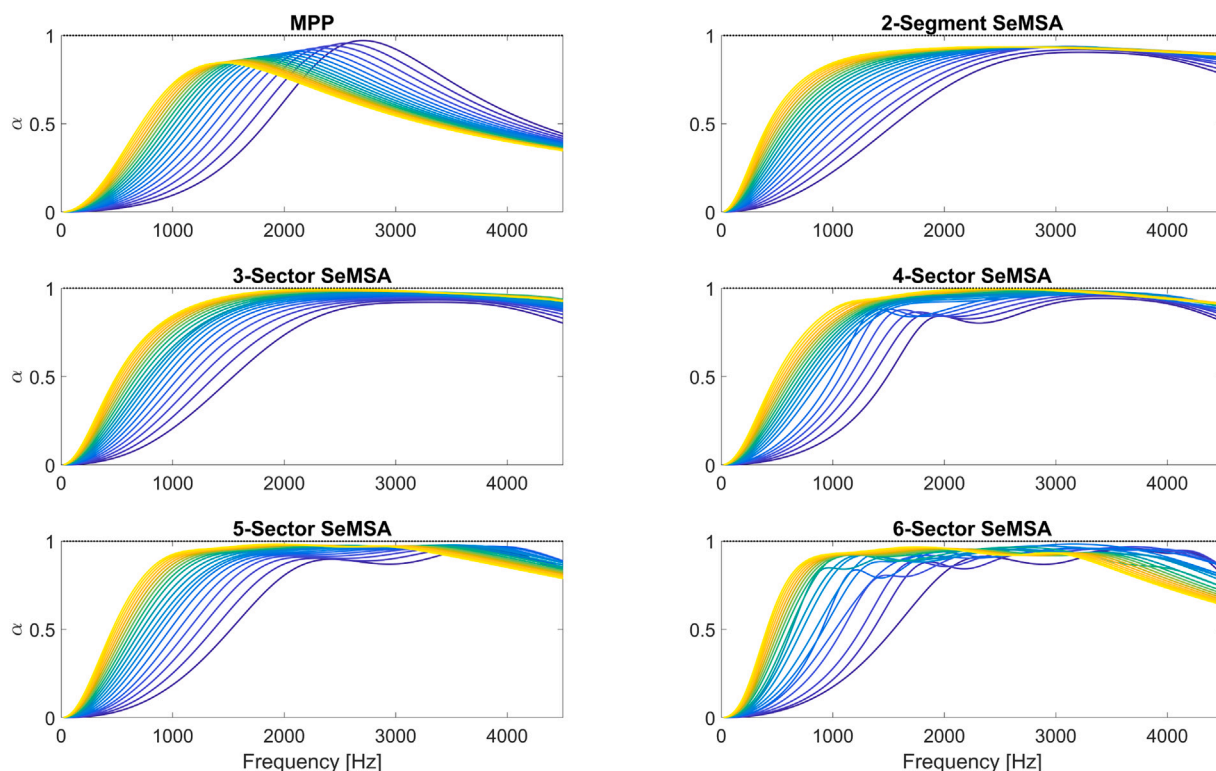 MPP
1
0.5
0
α
0 1000 2000 3000 4000
2-Segment SeMSA
1
0.5
0
0 1000 2000 3000 4000
3-Sector SeMSA
1
0.5
0
α
0 1000 2000 3000 4000
4-Sector SeMSA
1
0.5
0
0 1000 2000 3000 4000
5-Sector SeMSA
1
0.5
0
α
0 1000 2000 3000 4000
Frequency [Hz]
6-Sector SeMSA
1
0.5
0
0 1000 2000 3000 4000
Frequency [Hz]